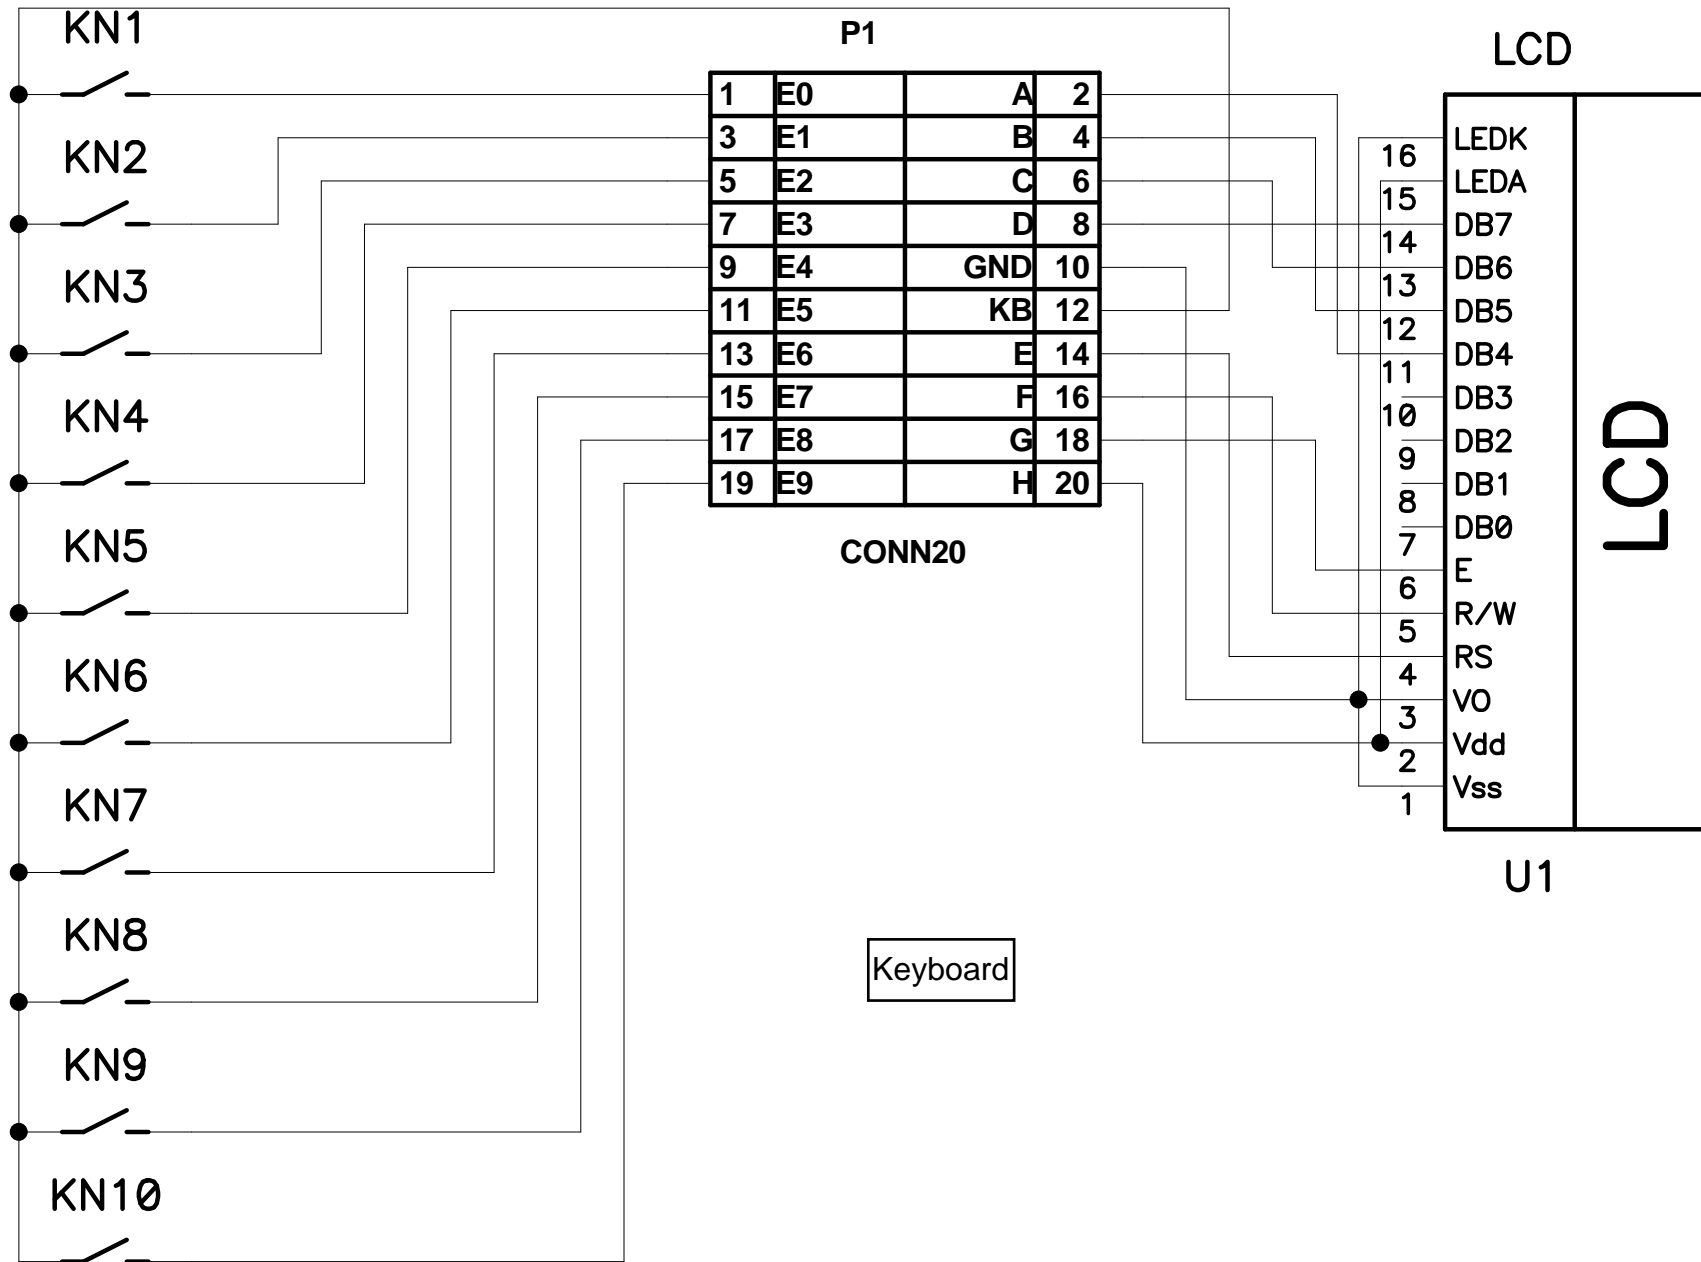 KN1
KN2
KN3
KN4
KN5
KN6
KN7
KN8
KN9
KN10
P1
1 E0 A 2
3 E1 B 4
5 E2 C 6
7 E3 D 8
9 E4 GND 10
11 E5 KB 12
13 E6 E 14
15 E7 F 16
17 E8 G 18
19 E9 H 20
CONN20
Keyboard
LCD
16 LEDK
15 LEDA
14 DB7
13 DB6
12 DB5
11 DB4
10 DB3
9 DB2
8 DB1
7 DB0
6 E
5 R/W
4 RS
3 VO
2 Vdd
1 Vss
LCD
U1